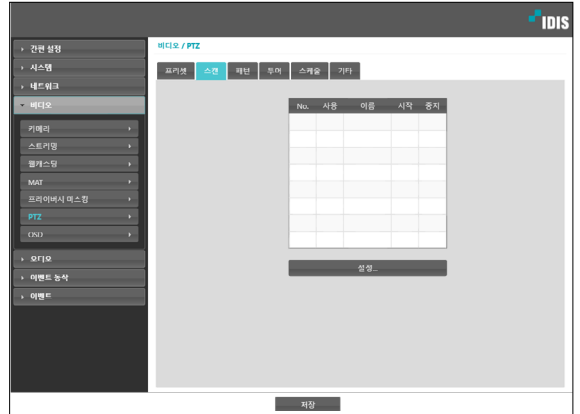 IDIS
간편 설정
시스템
네트워크
비디오
카메라
스트리밍
웹캐스팅
MAT
프라이버시 마스킹
PTZ
OSD
오디오
이벤트 동작
이벤트
비디오 / PTZ
프리셋 스캔 패턴 투어 스케줄 기타
No. 사용 이름 시작 중지
설정...
저장